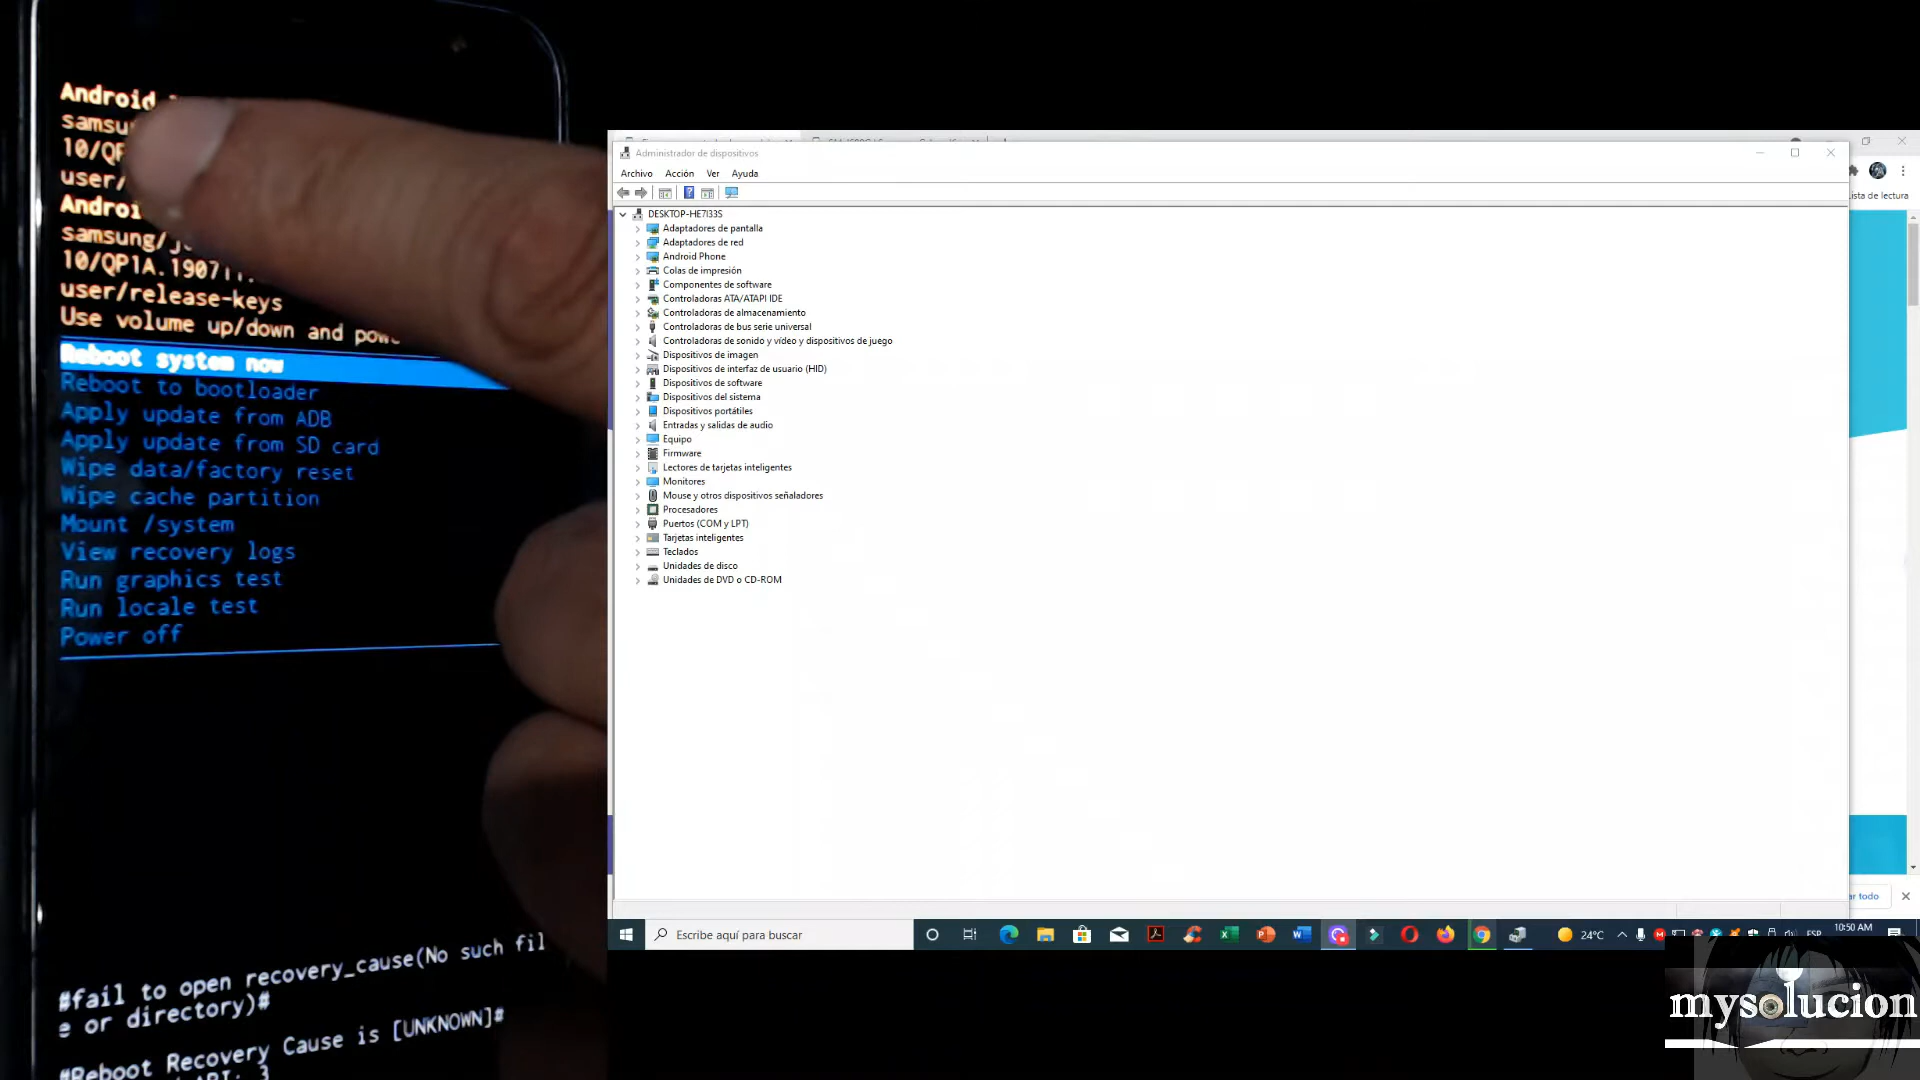 Android
10/QP1A.1907
user/release-keys
Use volume up/down and pow
Reboot system now
Reboot to bootloader
Apply update from ADB
Apply update from SD card
Wipe data/factory reset
Wipe cache partition
Mount /system
View recovery logs
Run graphics test
Run locale test
Power off
#fail to open recovery_cause(No such fil
e or directory)#
#Reboot Recovery Cause is [UNKNOWN]#
Administrador de dispositivos
Archivo Acción Ver Ayuda
DESKTOP-HE7I33S
Adaptadores de pantalla
Adaptadores de red
Android Phone
Colas de impresión
Componentes de software
Controladoras ATA/ATAPI IDE
Controladoras de almacenamiento
Controladoras de bus serie universal
Controladoras de sonido y vídeo y dispositivos de juego
Dispositivos de imagen
Dispositivos de interfaz de usuario (HID)
Dispositivos de software
Dispositivos del sistema
Dispositivos portátiles
Entradas y salidas de audio
Equipo
Firmware
Lectores de tarjetas inteligentes
Monitores
Mouse y otros dispositivos señaladores
Procesadores
Puertos (COM y LPT)
Tarjetas inteligentes
Teclados
Unidades de disco
Unidades de DVD o CD-ROM
Lista de lectura
ar todo
Escribe aquí para buscar
24°C
ESP
10:50 AM
mysolucion